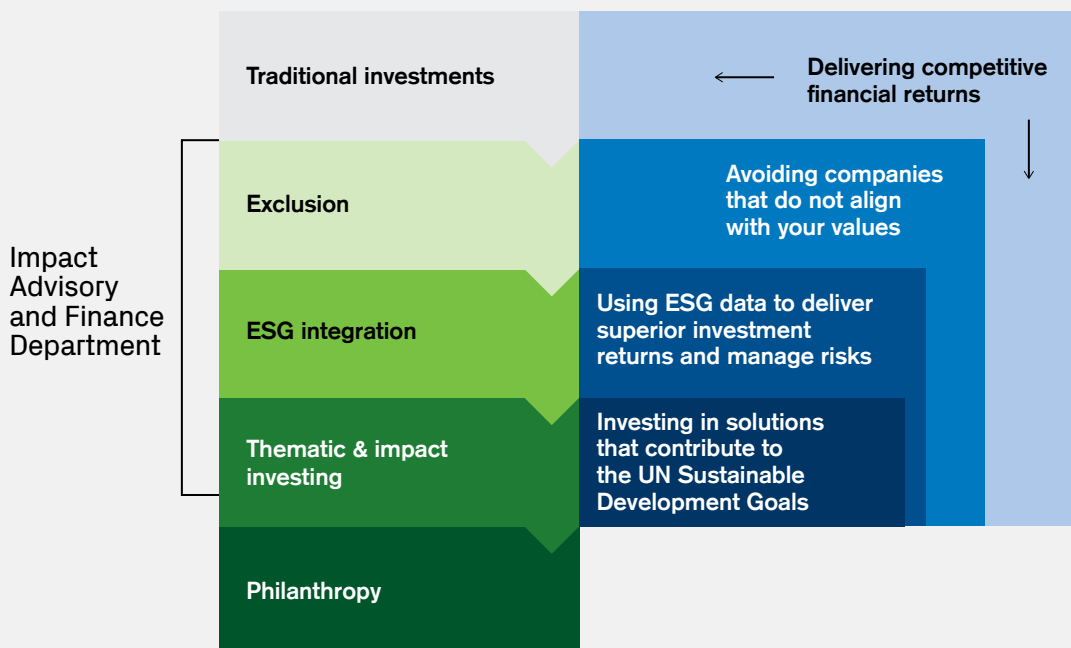 Traditional investments
Delivering competitive
financial returns
Exclusion
Avoiding companies
that do not align
with your values
Impact
Advisory
and Finance
Department
ESG integration
Using ESG data to deliver
superior investment
returns and manage risks
Thematic & impact
investing
Investing in solutions
that contribute to
the UN Sustainable
Development Goals
Philanthropy